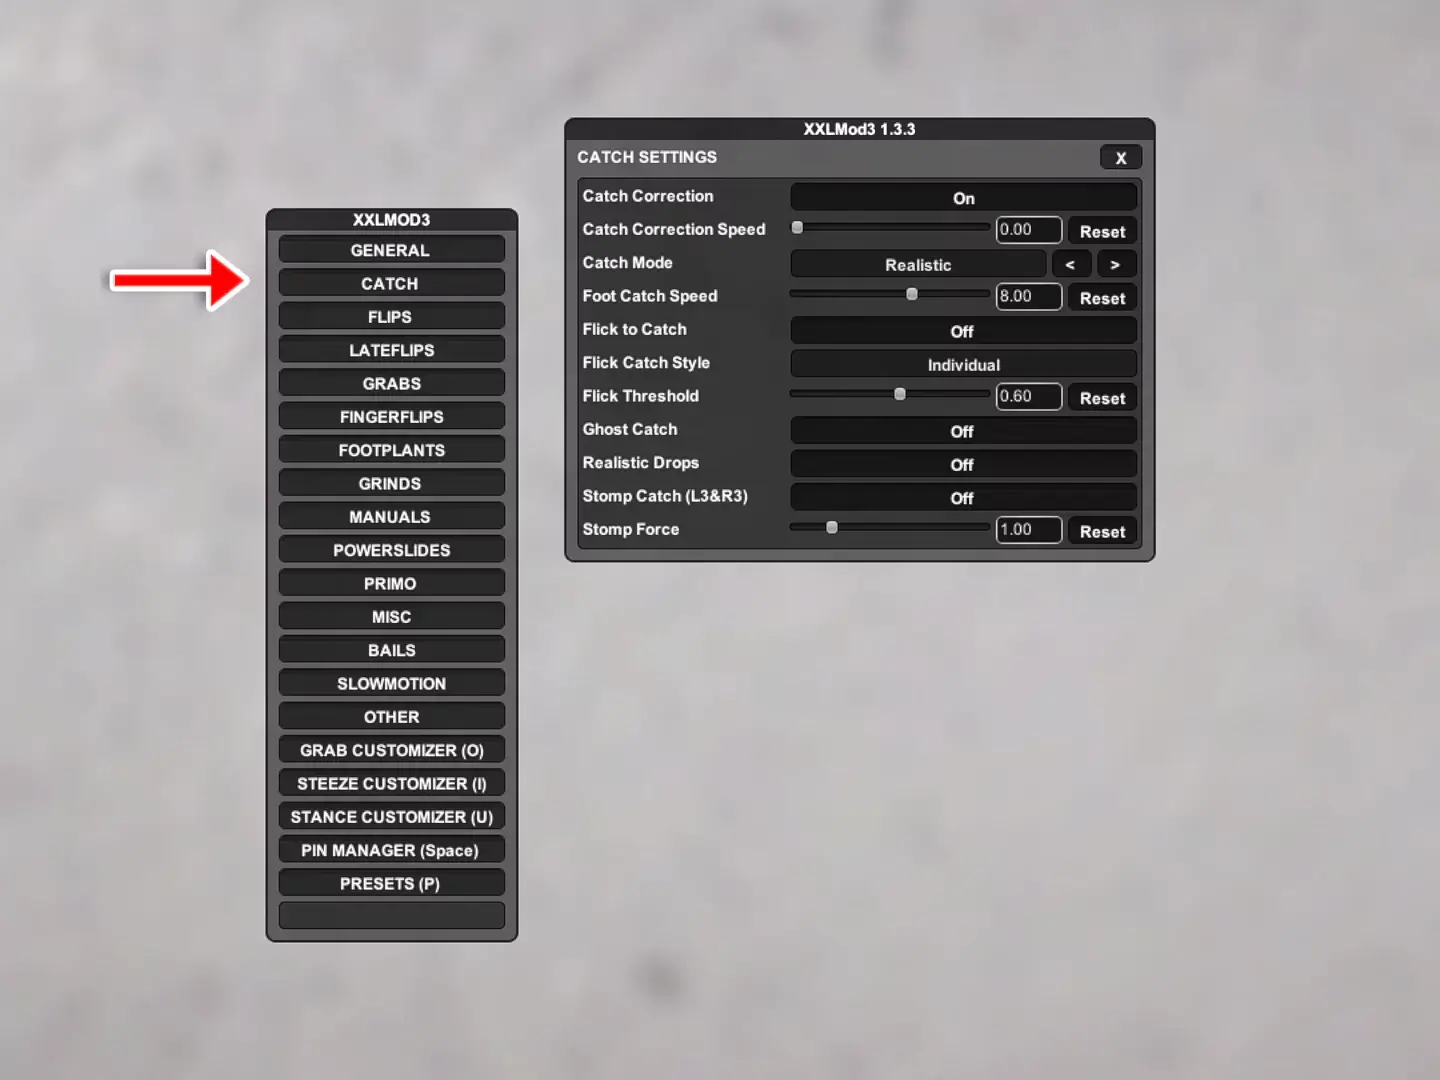 XXLMOD3
GENERAL
CATCH
FLIPS
LATEFLIPS
GRABS
FINGERFLIPS
FOOTPLANTS
GRINDS
MANUALS
POWERSLIDES
PRIMO
MISC
BAILS
SLOWMOTION
OTHER
GRAB CUSTOMIZER (O)
STEEZE CUSTOMIZER (I)
STANCE CUSTOMIZER (U)
PIN MANAGER (Space)
PRESETS (P)
XXLMod3 1.3.3
CATCH SETTINGS X
Catch Correction On
Catch Correction Speed 0.00 Reset
Catch Mode Realistic < >
Foot Catch Speed 8.00 Reset
Flick to Catch Off
Flick Catch Style Individual
Flick Threshold 0.60 Reset
Ghost Catch Off
Realistic Drops Off
Stomp Catch (L3&R3) Off
Stomp Force 1.00 Reset